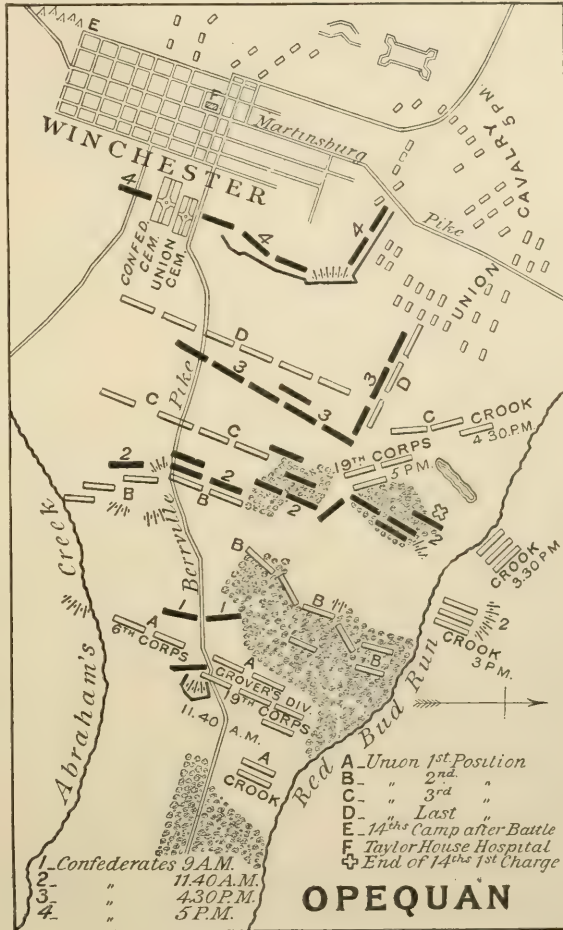 E
F
Martinsburg
Pike
CAVALRY 5 PM.
UNION
WINCHESTER
4
CONFED. CEM.
UNION CEM.
4
4
D
3
3
3
D
C
C
C
CROOK
4 30 P.M.
Pike
Berryville
19TH CORPS
5 P.M.
2
B
B
2
2
2
Abraham's Creek
B
B
B
CROOK
3.30 PM
2
CROOK
3 P.M.
1
1
A
6TH CORPS
A
GROVER'S DIV.
19TH CORPS
11.40 A.M.
A
CROOK
Red Bud Run
A_Union 1st Position
B_ „ 2nd. „
C_ „ 3rd „
D_ „ Last „
E_14ths Camp after Battle
F_Taylor House Hospital
End of 14ths 1st Charge
1_Confederates 9 A.M.
2_ „ 11.40 A.M.
3_ „ 4.30 P.M.
4_ „ 5 P.M.
OPEQUAN